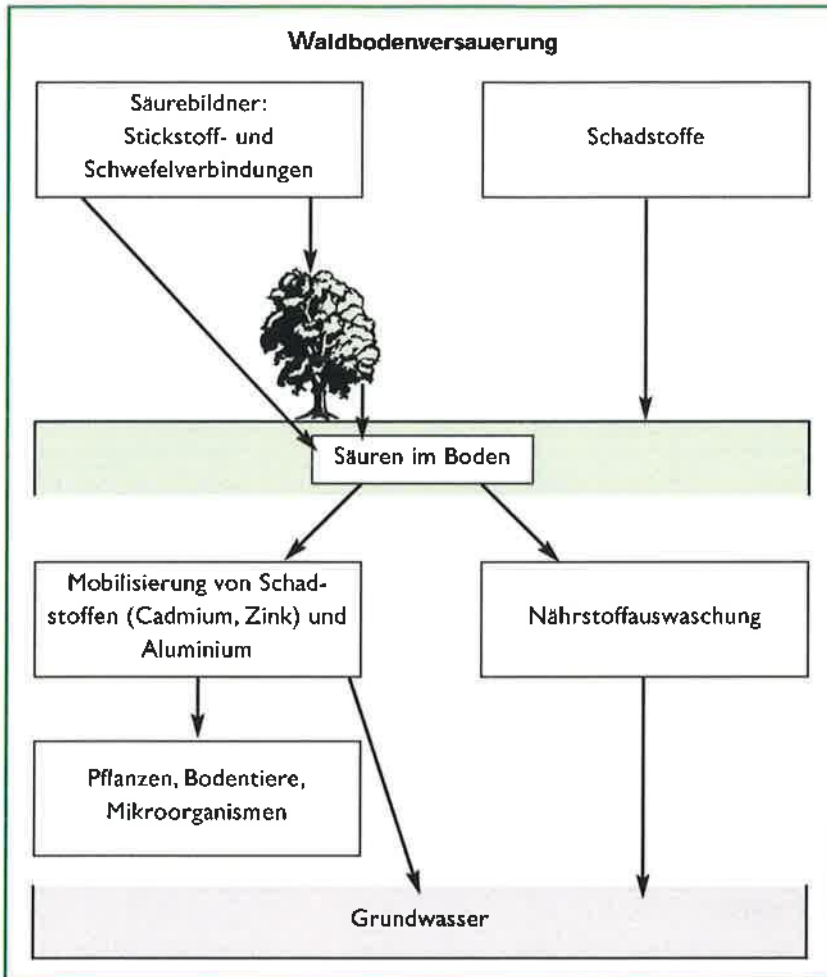 Waldbodenversauerung
Säurebildner:
Stickstoff- und
Schwefelverbindungen
Schadstoffe
Säuren im Boden
Mobilisierung von Schad-
stoffen (Cadmium, Zink) und
Aluminium
Nährstoffauswaschung
Pflanzen, Bodentiere,
Mikroorganismen
Grundwasser